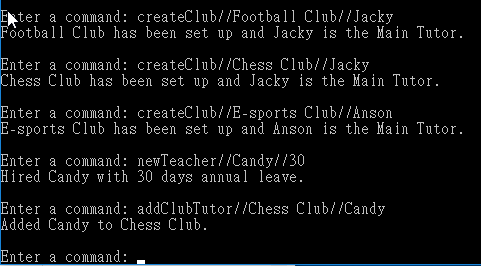 Enter a command: createClub//Football Club//Jacky
Football Club has been set up and Jacky is the Main Tutor.
Enter a command: createClub//Chess Club//Jacky
Chess Club has been set up and Jacky is the Main Tutor.
Enter a command: createClub//E-sports Club//Anson
E-sports Club has been set up and Anson is the Main Tutor.
Enter a command: newTeacher//Candy//30
Hired Candy with 30 days annual leave.
Enter a command: addClubTutor//Chess Club//Candy
Added Candy to Chess Club.
Enter a command: